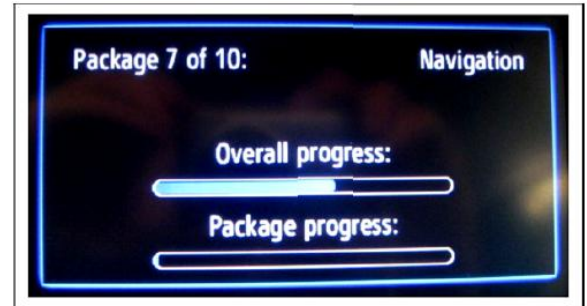 Package 7 of 10: Navigation
Overall progress:
Package progress: